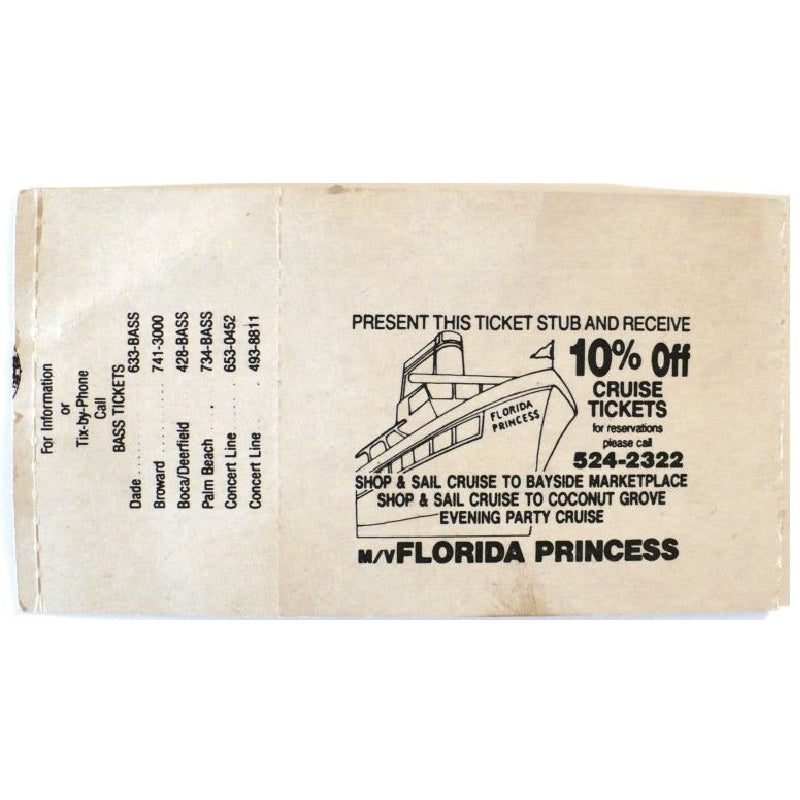 For Information
or
Tix-by-Phone
Call
BASS TICKETS
Dade ........ 633-BASS
Broward ......... 741-3000
Boca/Deerfield 428-BASS
Palm Beach . . 734-BASS
Concert Line ..... 653-0452
Concert Line . . 493-8811
PRESENT THIS TICKET STUB AND RECEIVE
10% Off
CRUISE
TICKETS
for reservations
please call
524-2322
FLORIDA
PRINCESS
SHOP & SAIL CRUISE TO BAYSIDE MARKETPLACE
SHOP & SAIL CRUISE TO COCONUT GROVE
EVENING PARTY CRUISE
M/V FLORIDA PRINCESS